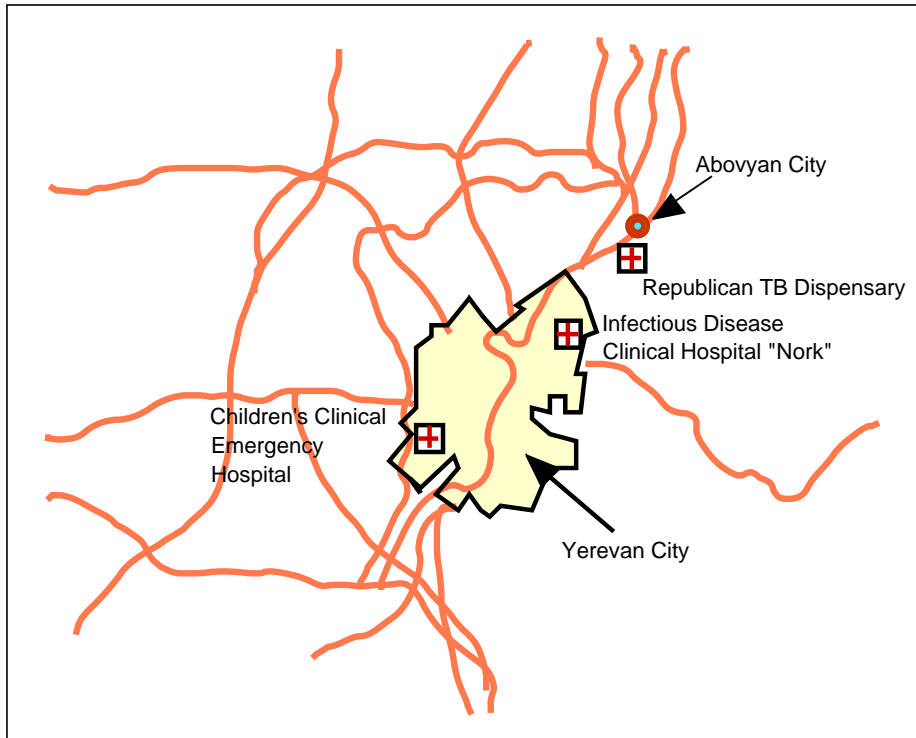 Abovyan City
Republican TB Dispensary
Infectious Disease
Clinical Hospital "Nork"
Children's Clinical
Emergency
Hospital
Yerevan City